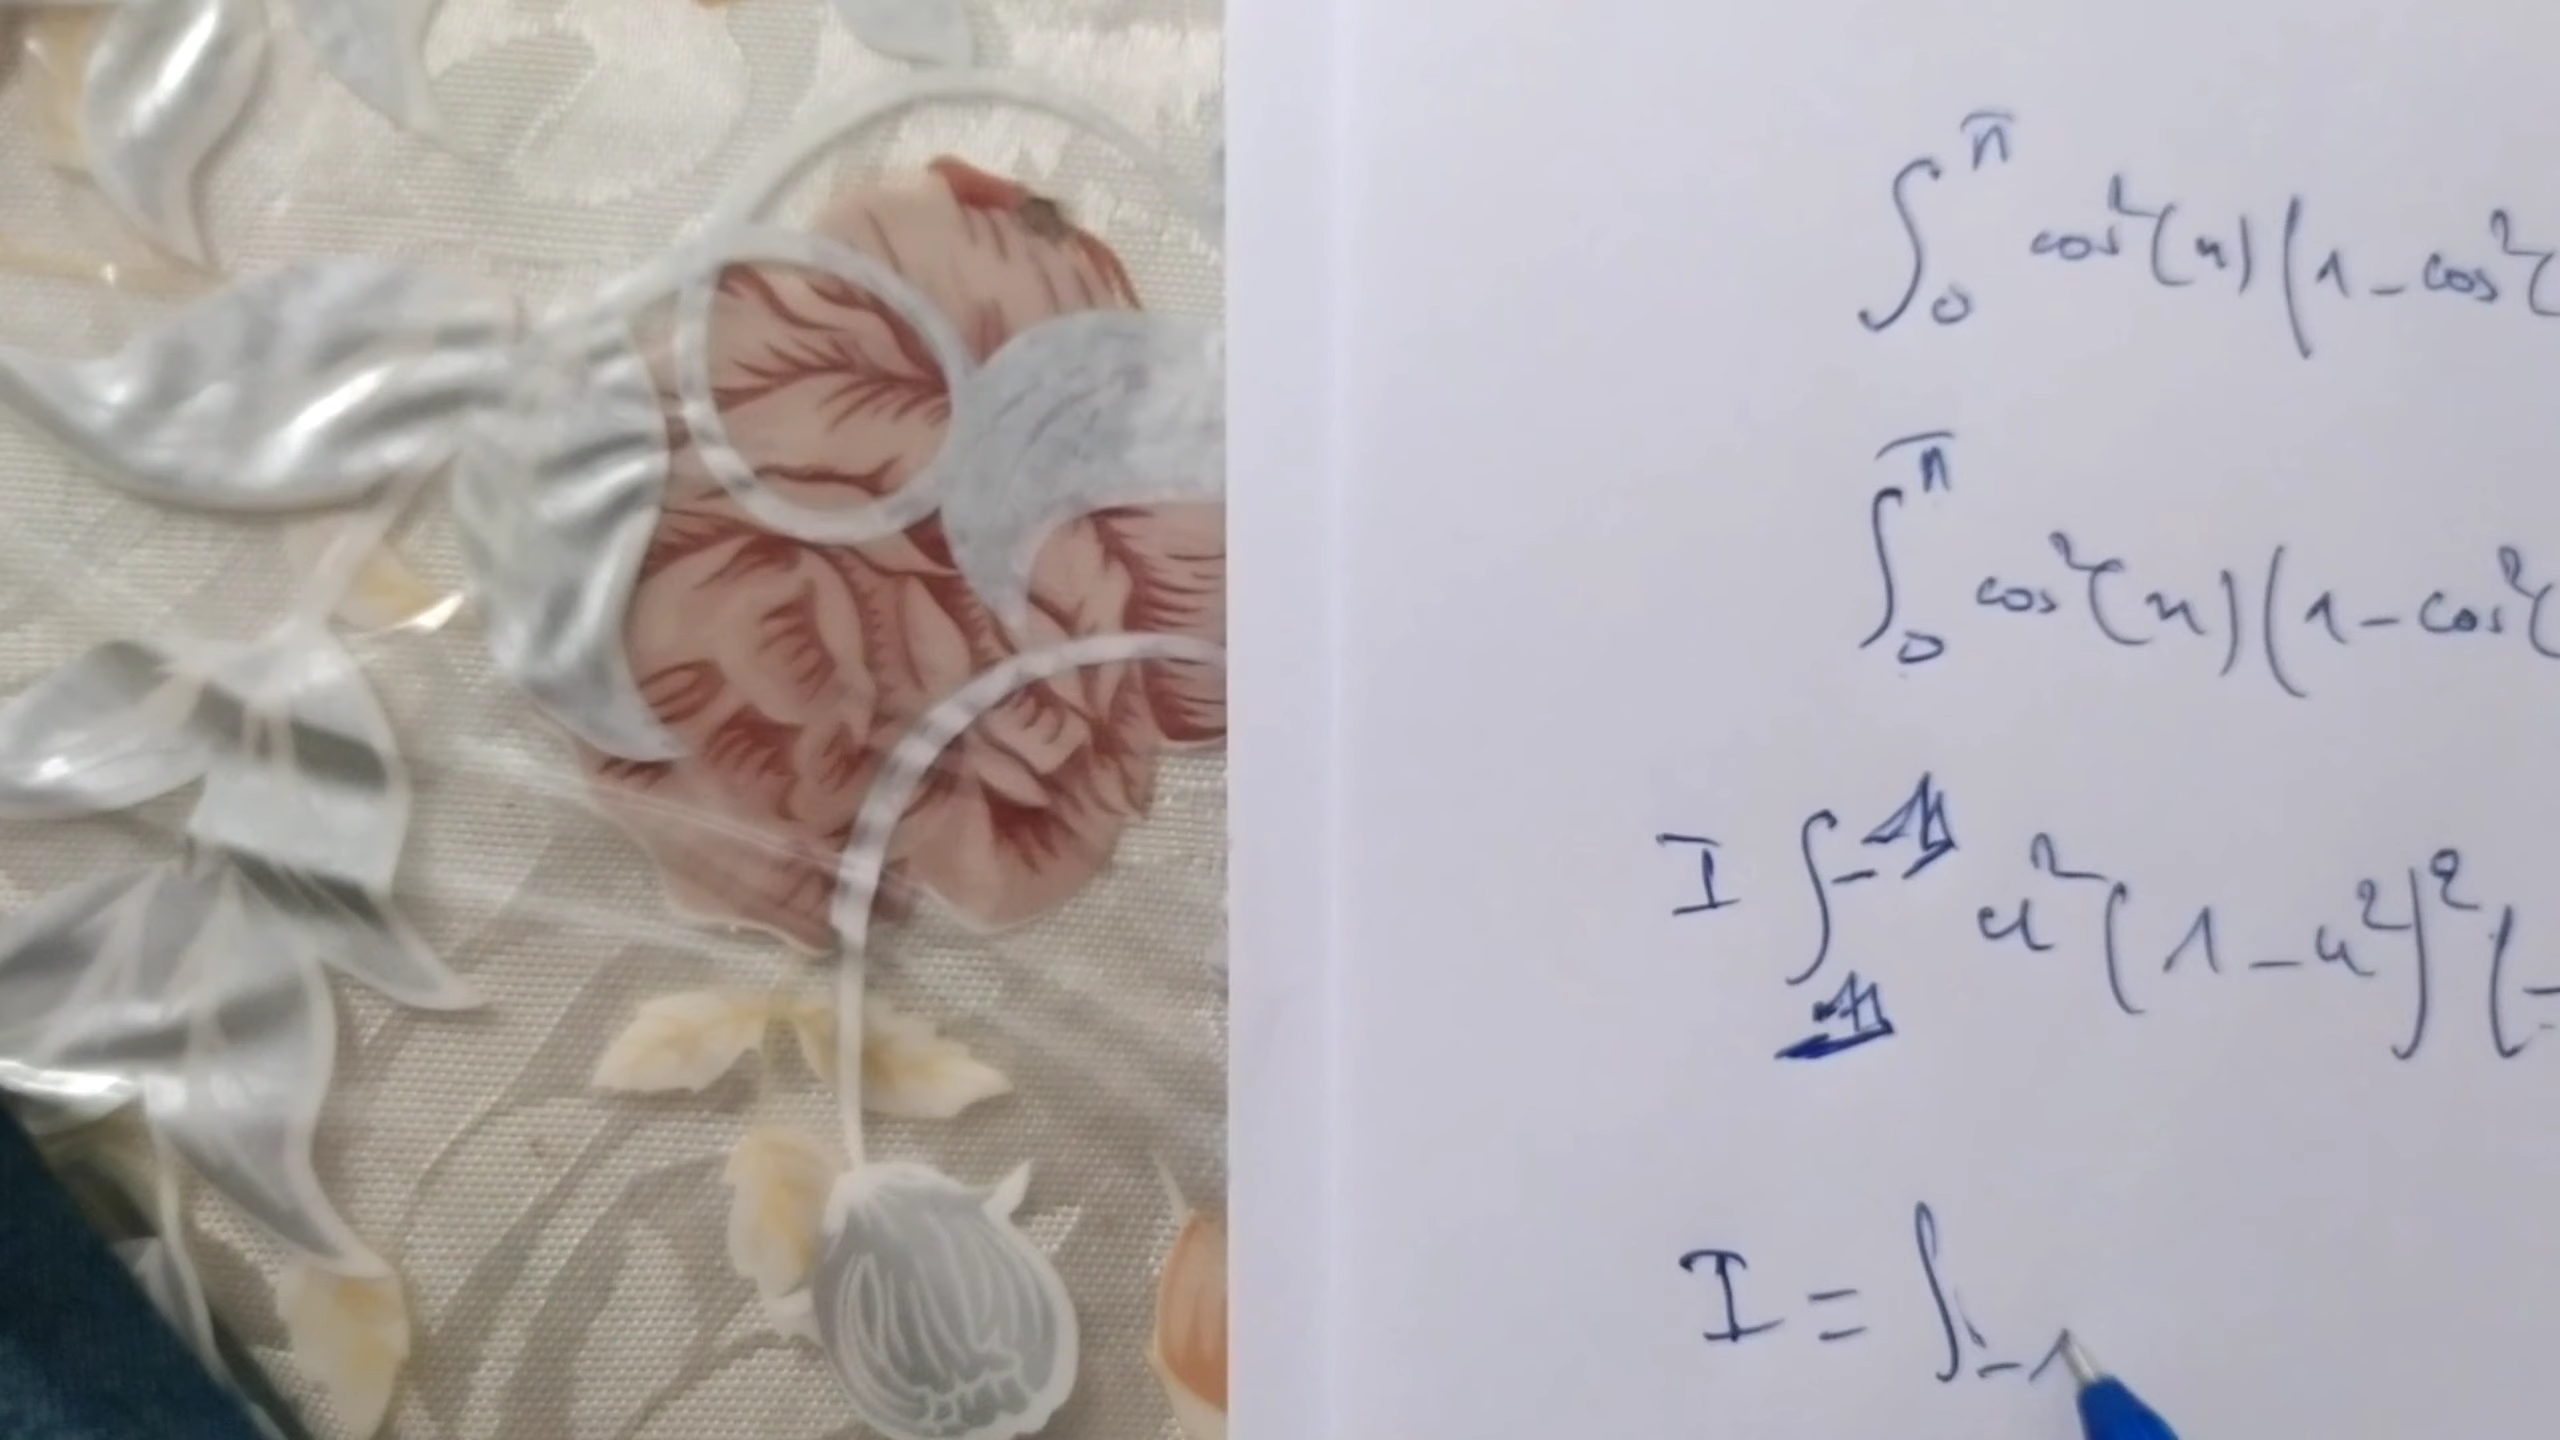 ∫₀^π cos²(x)(1-cos²(
∫₀^π cos²(x)(1-cos²(
I ∫₁^-1 u²(1-u²)²(-
I = ∫-1